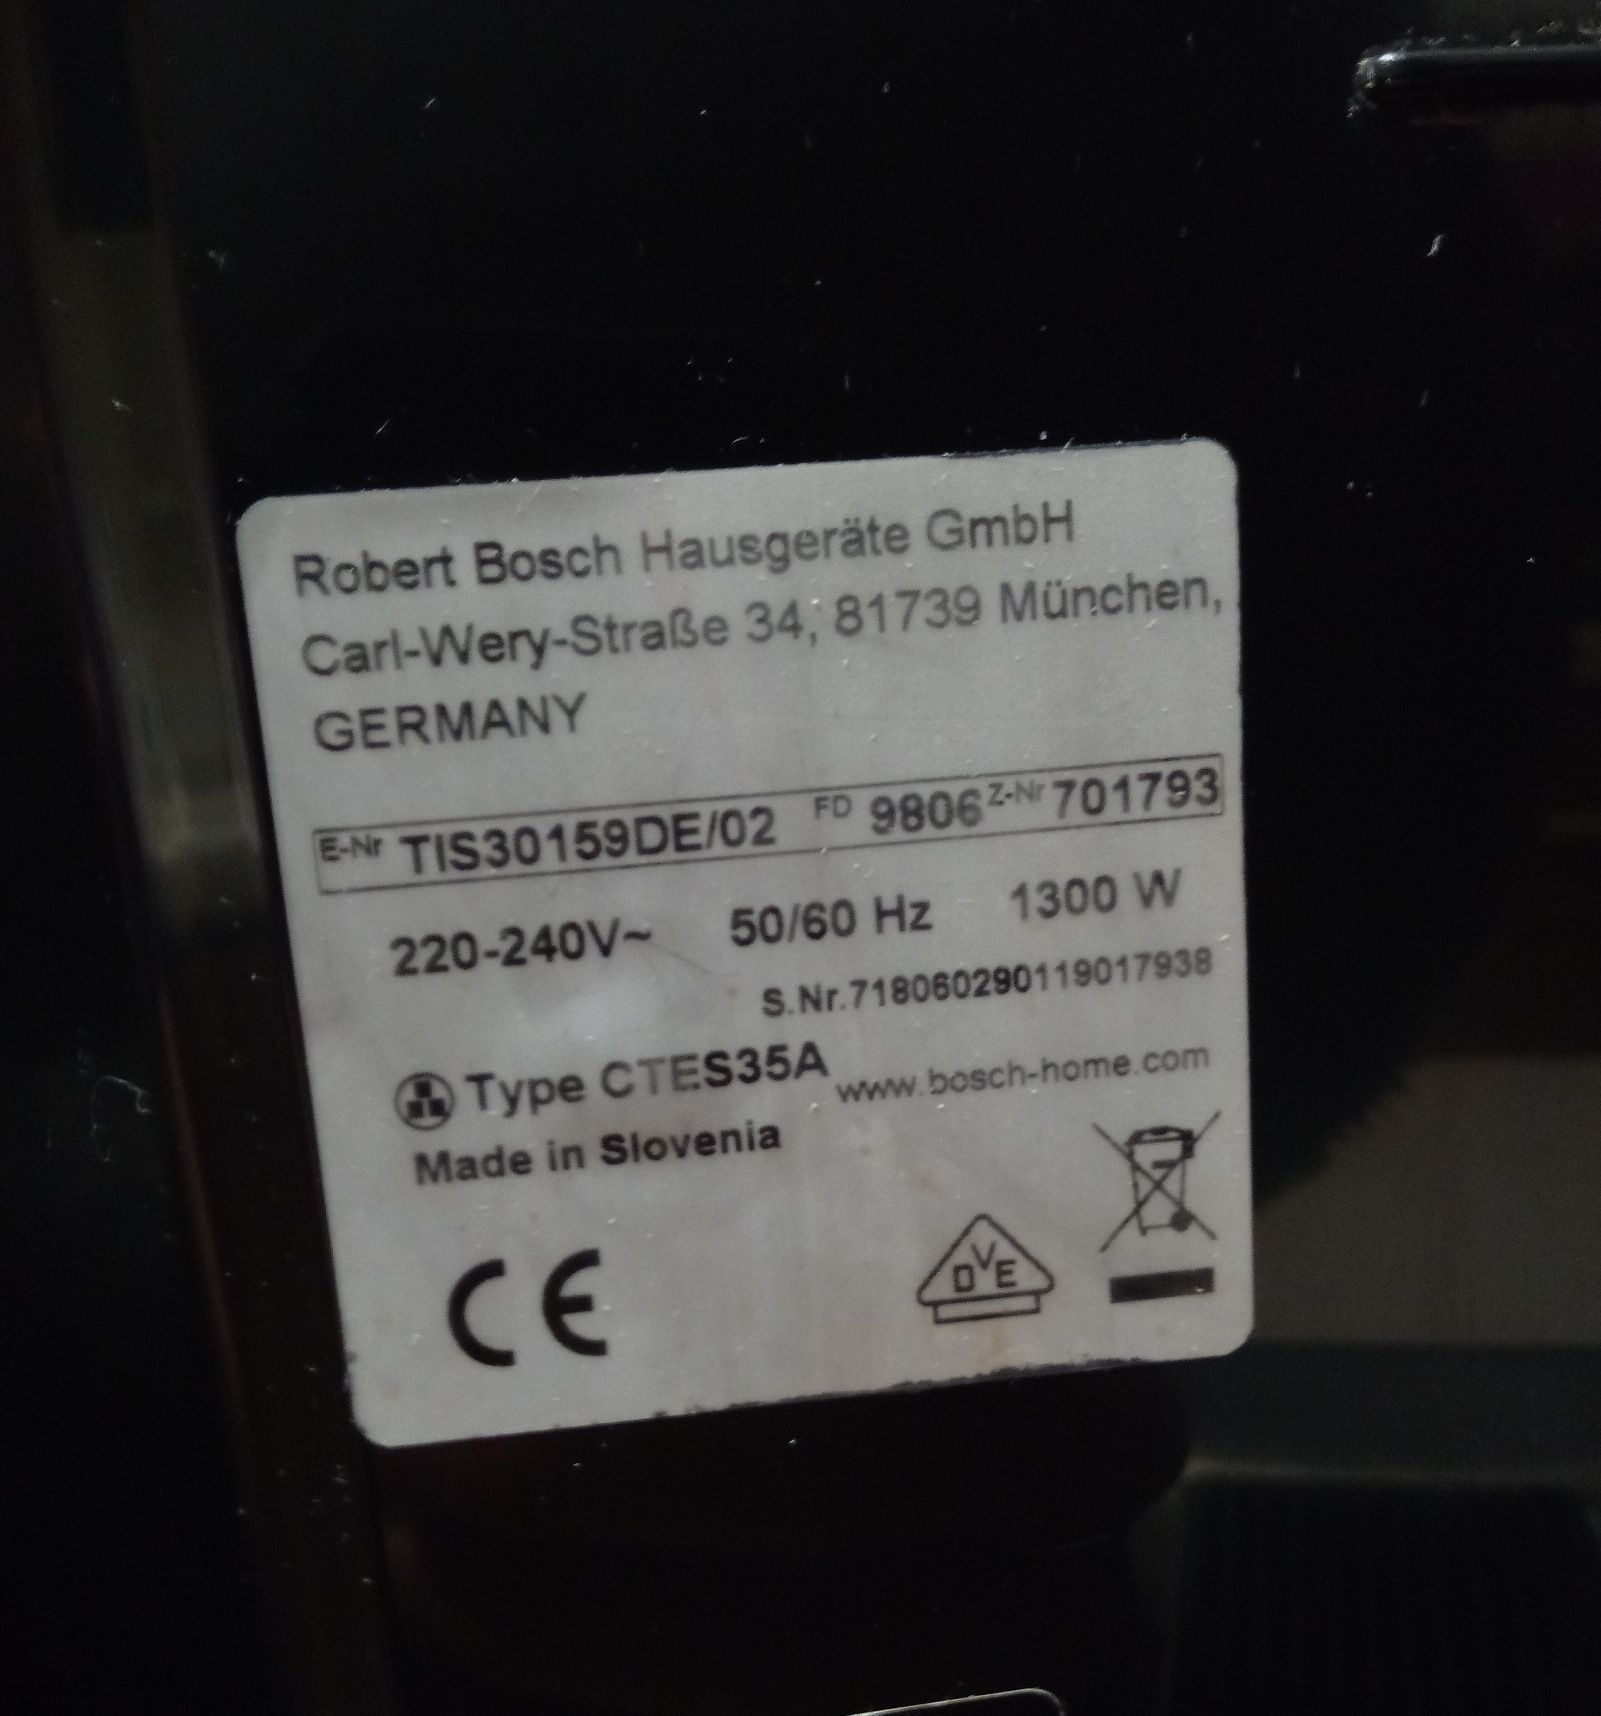 Robert Bosch Hausgeräte GmbH
Carl-Wery-Straße 34, 81739 München,
GERMANY
E-Nr TIS30159DE/02 FD 9806 Z-Nr 701793
220-240V~ 50/60 Hz 1300 W
S.Nr.718060290119017938
Type CTES35A www.bosch-home.com
Made in Slovenia
CE
DVE